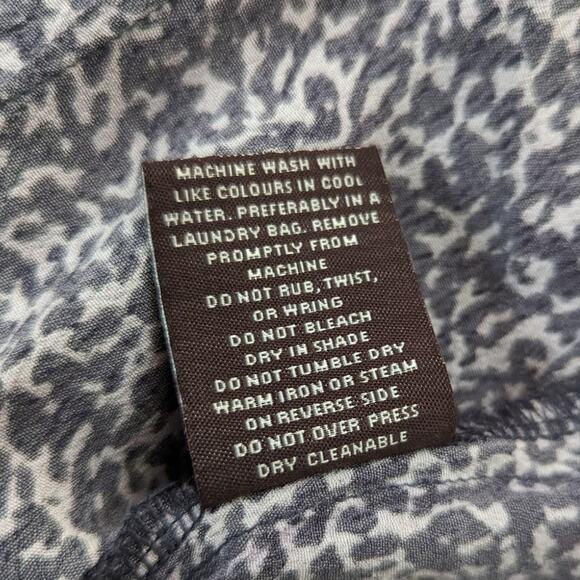 MACHINE WASH WITH
LIKE COLOURS IN COOL
WATER. PREFERABLY IN A
LAUNDRY BAG. REMOVE
PROMPTLY FROM
MACHINE
DO NOT RUB, TWIST,
OR WRING
DO NOT BLEACH
DRY IN SHADE
DO NOT TUMBLE DRY
WARM IRON OR STEAM
ON REVERSE SIDE
DO NOT OVER PRESS
DRY CLEANABLE